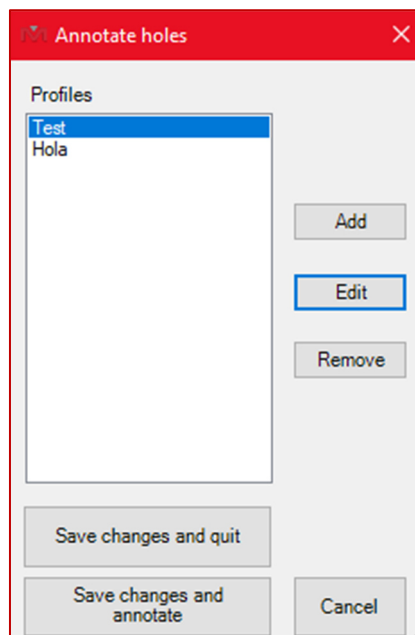 Annotate holes
Profiles
Test
Hola
Add
Edit
Remove
Save changes and quit
Save changes and
annotate
Cancel